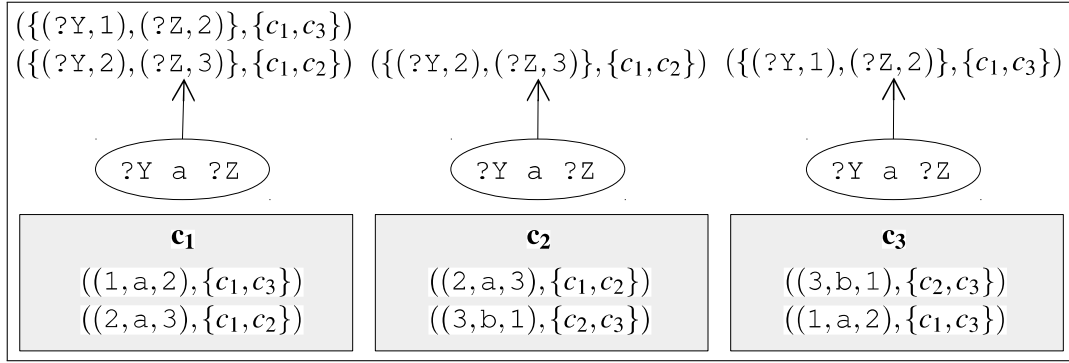 ({(?Y,1),(?Z,2)},{c₁,c₃})
({(?Y,2),(?Z,3)},{c₁,c₂}) ({(?Y,2),(?Z,3)},{c₁,c₂}) ({(?Y,1),(?Z,2)},{c₁,c₃})
?Y a ?Z ?Y a ?Z ?Y a ?Z
c₁ c₂ c₃
((1,a,2),{c₁,c₃}) ((2,a,3),{c₁,c₂}) ((3,b,1),{c₂,c₃})
((2,a,3),{c₁,c₂}) ((3,b,1),{c₂,c₃}) ((1,a,2),{c₁,c₃})